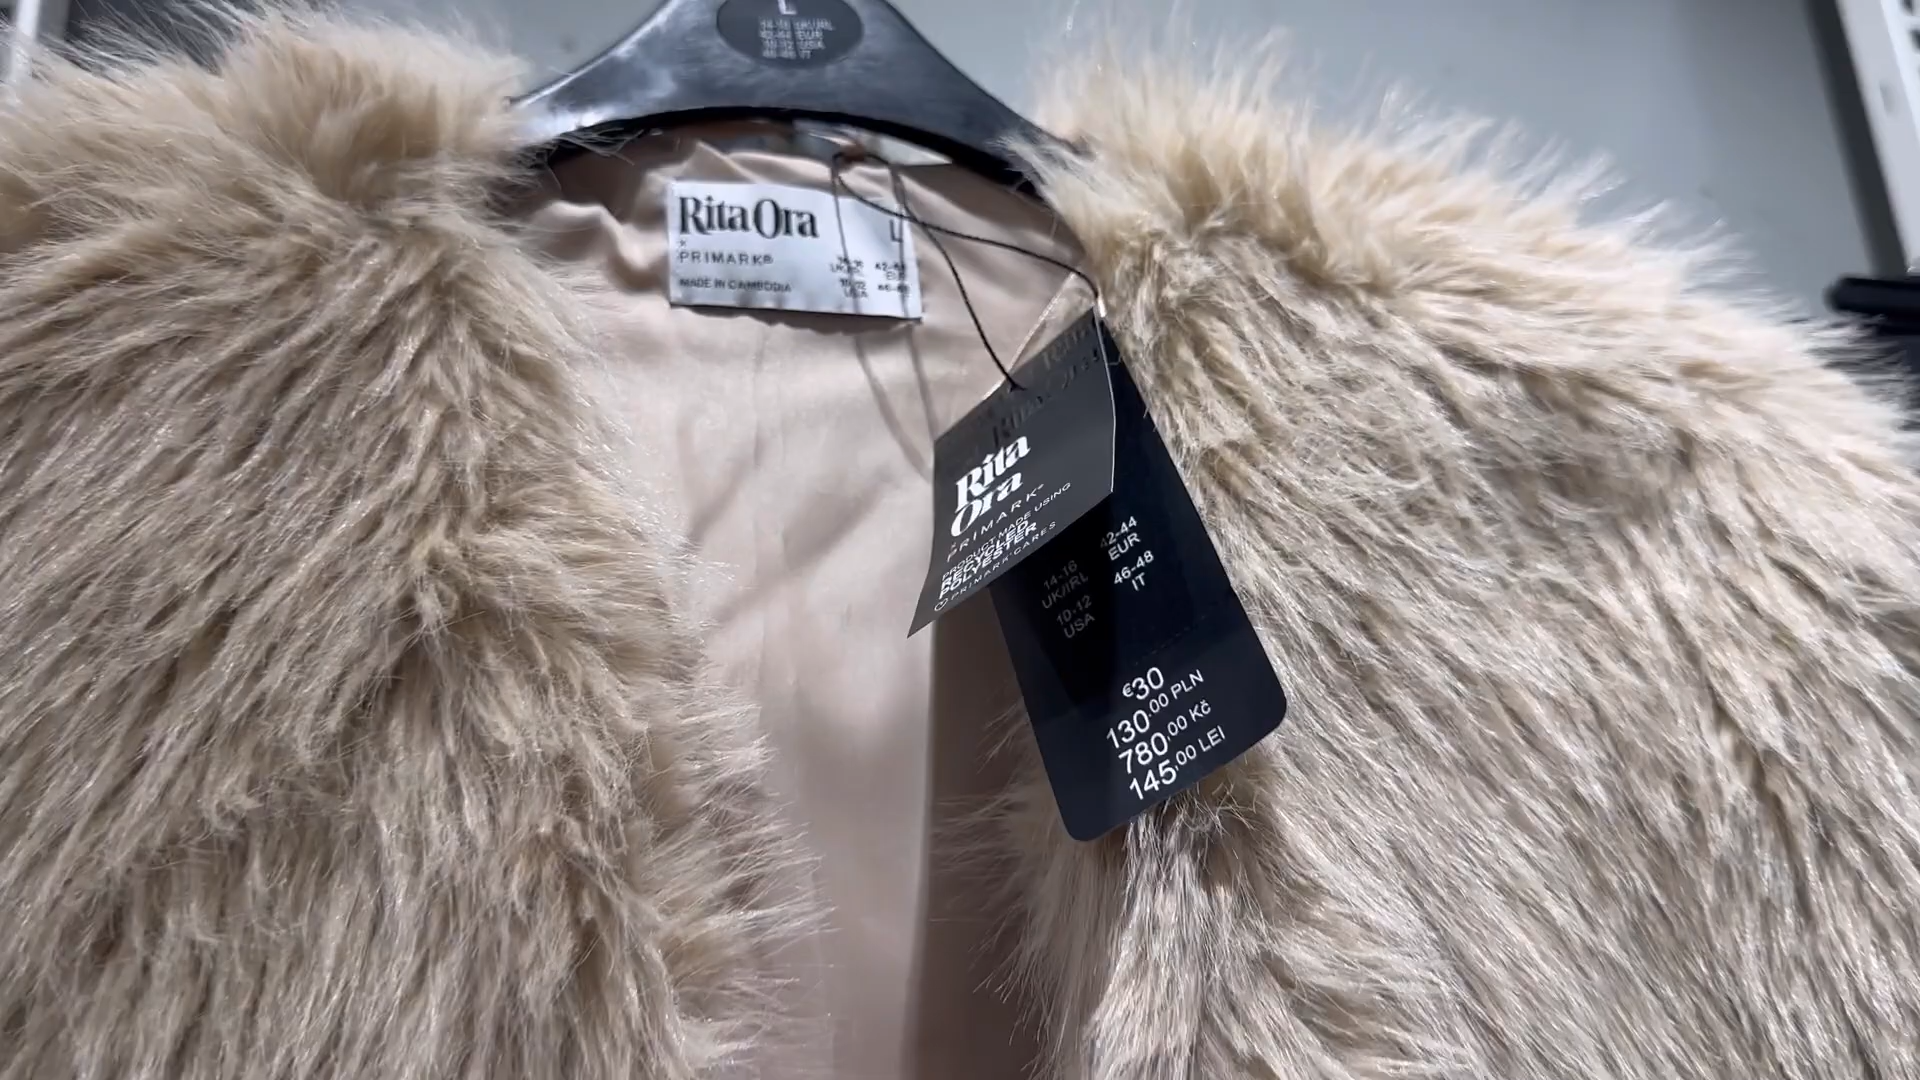 L
42-44 EUR
Rita Ora
L
x
PRIMARK®
MADE IN CAMBODIA
Rita
Ora
x PRIMARK®
PRODUCT MADE USING
RECYCLED
POLYESTER
PRIMARK CARES
14-16
UK/IRL
10-12
USA
42-44
EUR
46-48
IT
€30
130.00 PLN
780.00 Kč
145.00 LEI